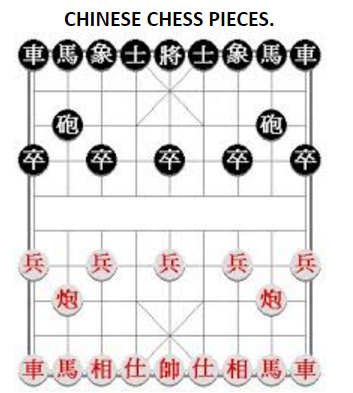 CHINESE CHESS PIECES.
車馬象士將士象馬車
砲 砲
卒 卒 卒 卒 卒
兵 兵 兵 兵 兵
炮 炮
車馬相仕帥仕相馬車